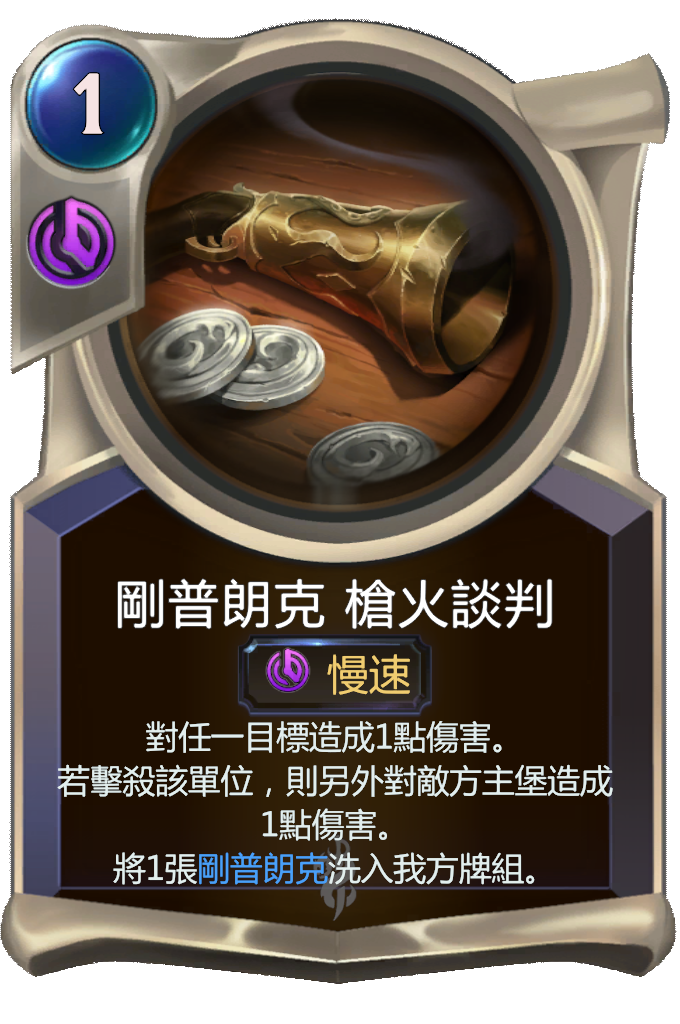 1
剛普朗克 槍火談判
慢速
對任一目標造成1點傷害。
若擊殺該單位，則另外對敵方主堡造成
1點傷害。
將1張剛普朗克洗入我方牌組。